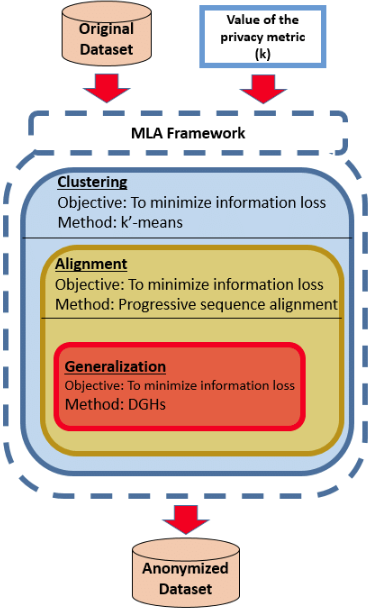 Original
Dataset
Value of the
privacy metric
(k)
MLA Framework
Clustering
Objective: To minimize information loss
Method: k’-means
Alignment
Objective: To minimize information loss
Method: Progressive sequence alignment
Generalization
Objective: To minimize information loss
Method: DGHs
Anonymized
Dataset